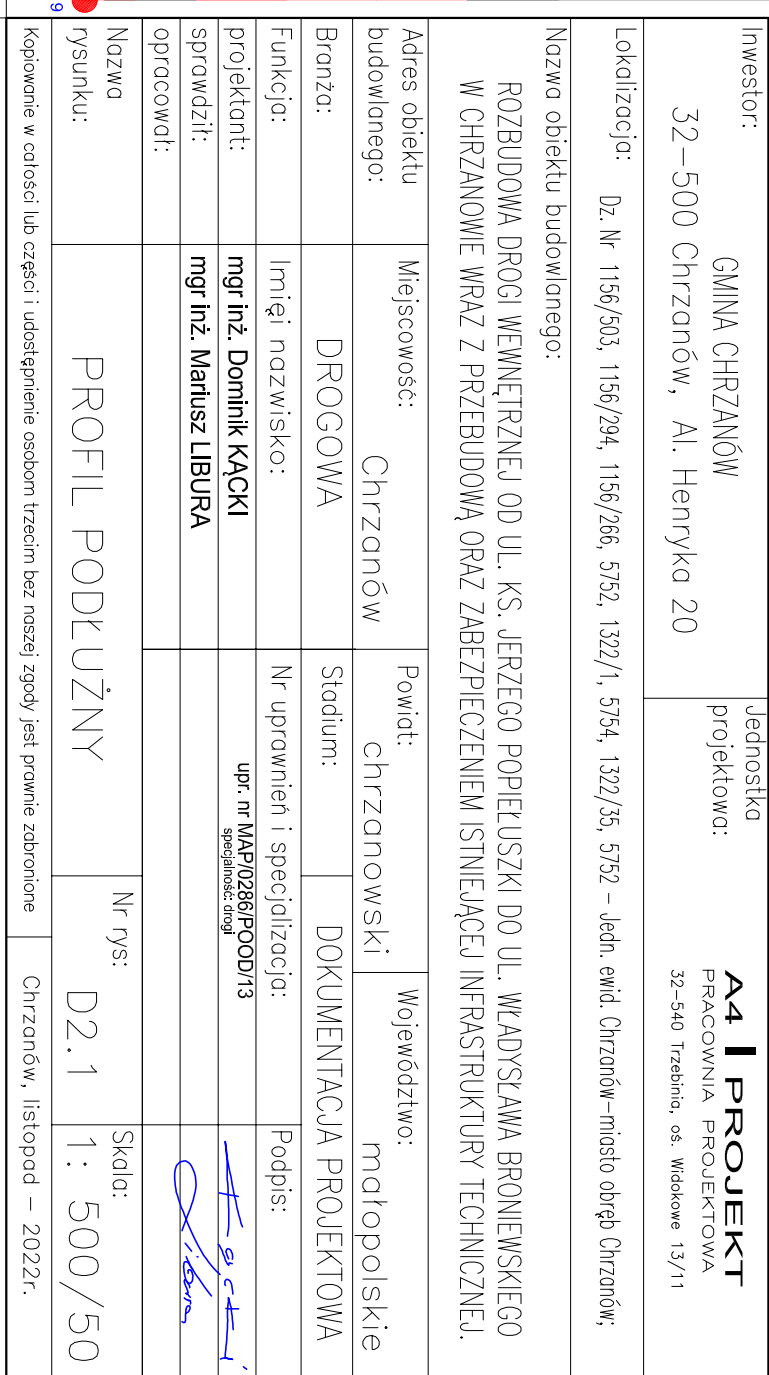 Inwestor:
GMINA CHRZANÓW
32-500 Chrzanów, Al. Henryka 20
Jednostka
projektowa:
A4 PROJEKT
PRACOWNIA PROJEKTOWA
32-540 Trzebinia, oś. Widokowe 13/11
Lokalizacja: Dz. Nr 1156/503, 1156/294, 1156/266, 5752, 1322/1, 5754, 1322/35, 5752 - Jedn. ewid. Chrzanów-miasto obręb Chrzanów;
Nazwa obiektu budowlanego:
ROZBUDOWA DROGI WEWNĘTRZNEJ OD UL. KS. JERZEGO POPIEŁUSZKI DO UL. WŁADYSŁAWA BRONIEWSKIEGO
W CHRZANOWIE WRAZ Z PRZEBUDOWĄ ORAZ ZABEZPIECZENIEM ISTNIEJĄCEJ INFRASTRUKTURY TECHNICZNEJ.
Adres obiektu
budowlanego:
Miejscowość:
Chrzanów
Powiat:
chrzanowski
Województwo:
małopolskie
Branża:
DROGOWA
Stadium:
DOKUMENTACJA PROJEKTOWA
Funkcja:
Imięi nazwisko:
Nr uprawnień i specjalizacja:
Podpis:
projektant:
mgr inż. Dominik KĄCKI
upr. nr MAP/0286/POOD/13
specjalność: drogi
sprawdził:
mgr inż. Mariusz LIBURA
opracował:
Nazwa
rysunku:
PROFIL PODŁUŻNY
Nr rys:
D2.1
Skala:
1: 500/50
Kopiowanie w całości lub części i udostępnienie osobom trzecim bez naszej zgody jest prawnie zabronione
Chrzanów, listopad - 2022r.
9